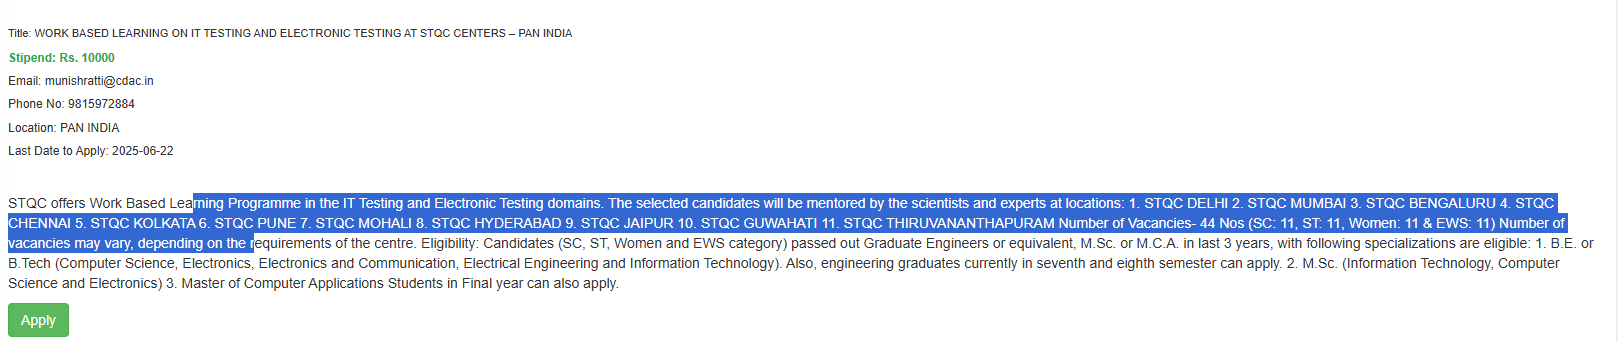 Title: WORK BASED LEARNING ON IT TESTING AND ELECTRONIC TESTING AT STQC CENTERS – PAN INDIA
Stipend: Rs. 10000
Email: munishratti@cdac.in
Phone No: 9815972884
Location: PAN INDIA
Last Date to Apply: 2025-06-22
STQC offers Work Based Learning Programme in the IT Testing and Electronic Testing domains. The selected candidates will be mentored by the scientists and experts at locations: 1. STQC DELHI 2. STQC MUMBAI 3. STQC BENGALURU 4. STQC
CHENNAI 5. STQC KOLKATA 6. STQC PUNE 7. STQC MOHALI 8. STQC HYDERABAD 9. STQC JAIPUR 10. STQC GUWAHATI 11. STQC THIRUVANANTHAPURAM Number of Vacancies- 44 Nos (SC: 11, ST: 11, Women: 11 & EWS: 11) Number of
vacancies may vary, depending on the requirements of the centre. Eligibility: Candidates (SC, ST, Women and EWS category) passed out Graduate Engineers or equivalent, M.Sc. or M.C.A. in last 3 years, with following specializations are eligible: 1. B.E. or
B.Tech (Computer Science, Electronics, Electronics and Communication, Electrical Engineering and Information Technology). Also, engineering graduates currently in seventh and eighth semester can apply. 2. M.Sc. (Information Technology, Computer
Science and Electronics) 3. Master of Computer Applications Students in Final year can also apply.
Apply